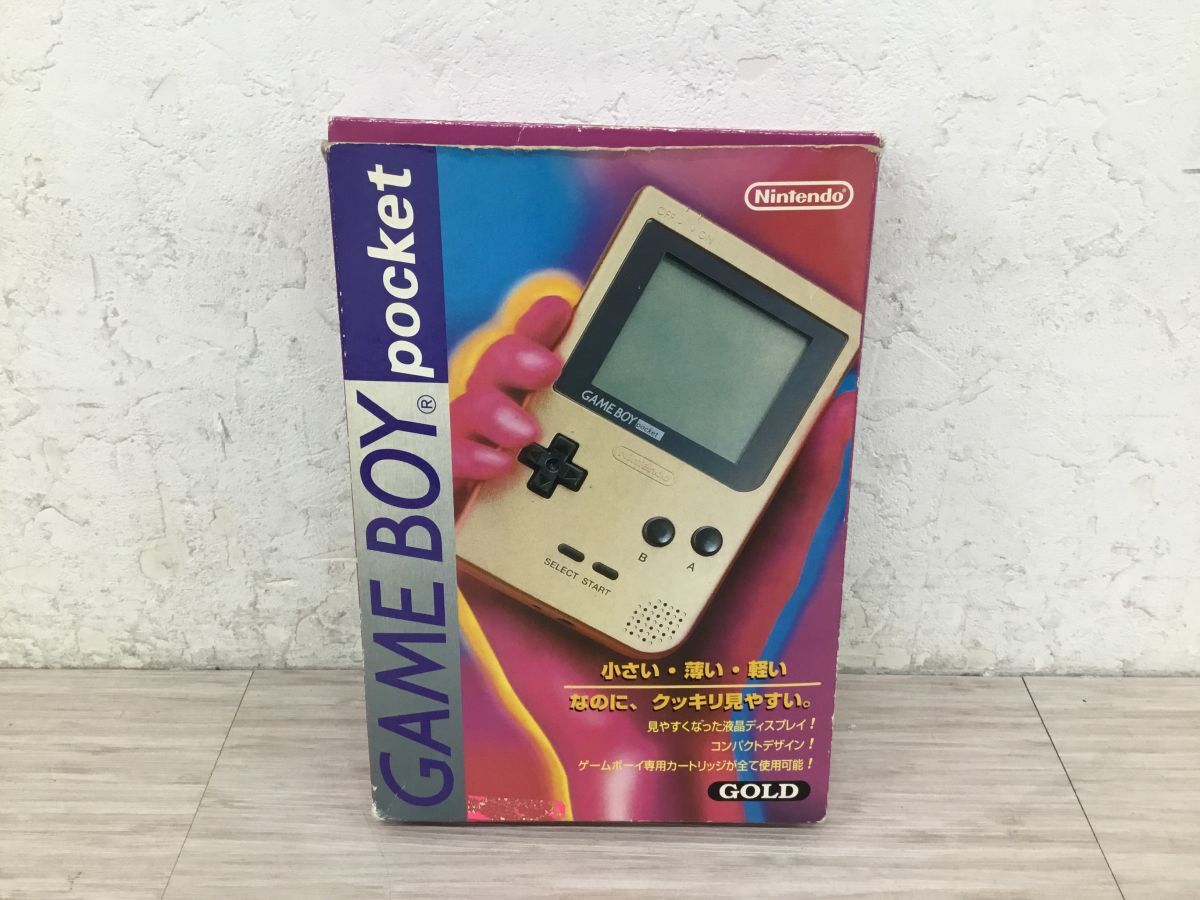 GAME BOY® pocket
Nintendo®
OFF ON
GAME BOY pocket
Nintendo
B A
SELECT START
小さい・薄い・軽い
なのに、クッキリ見やすい。
見やすくなった液晶ディスプレイ!
コンパクトデザイン!
ゲームボーイ専用カートリッジが全て使用可能!
GOLD